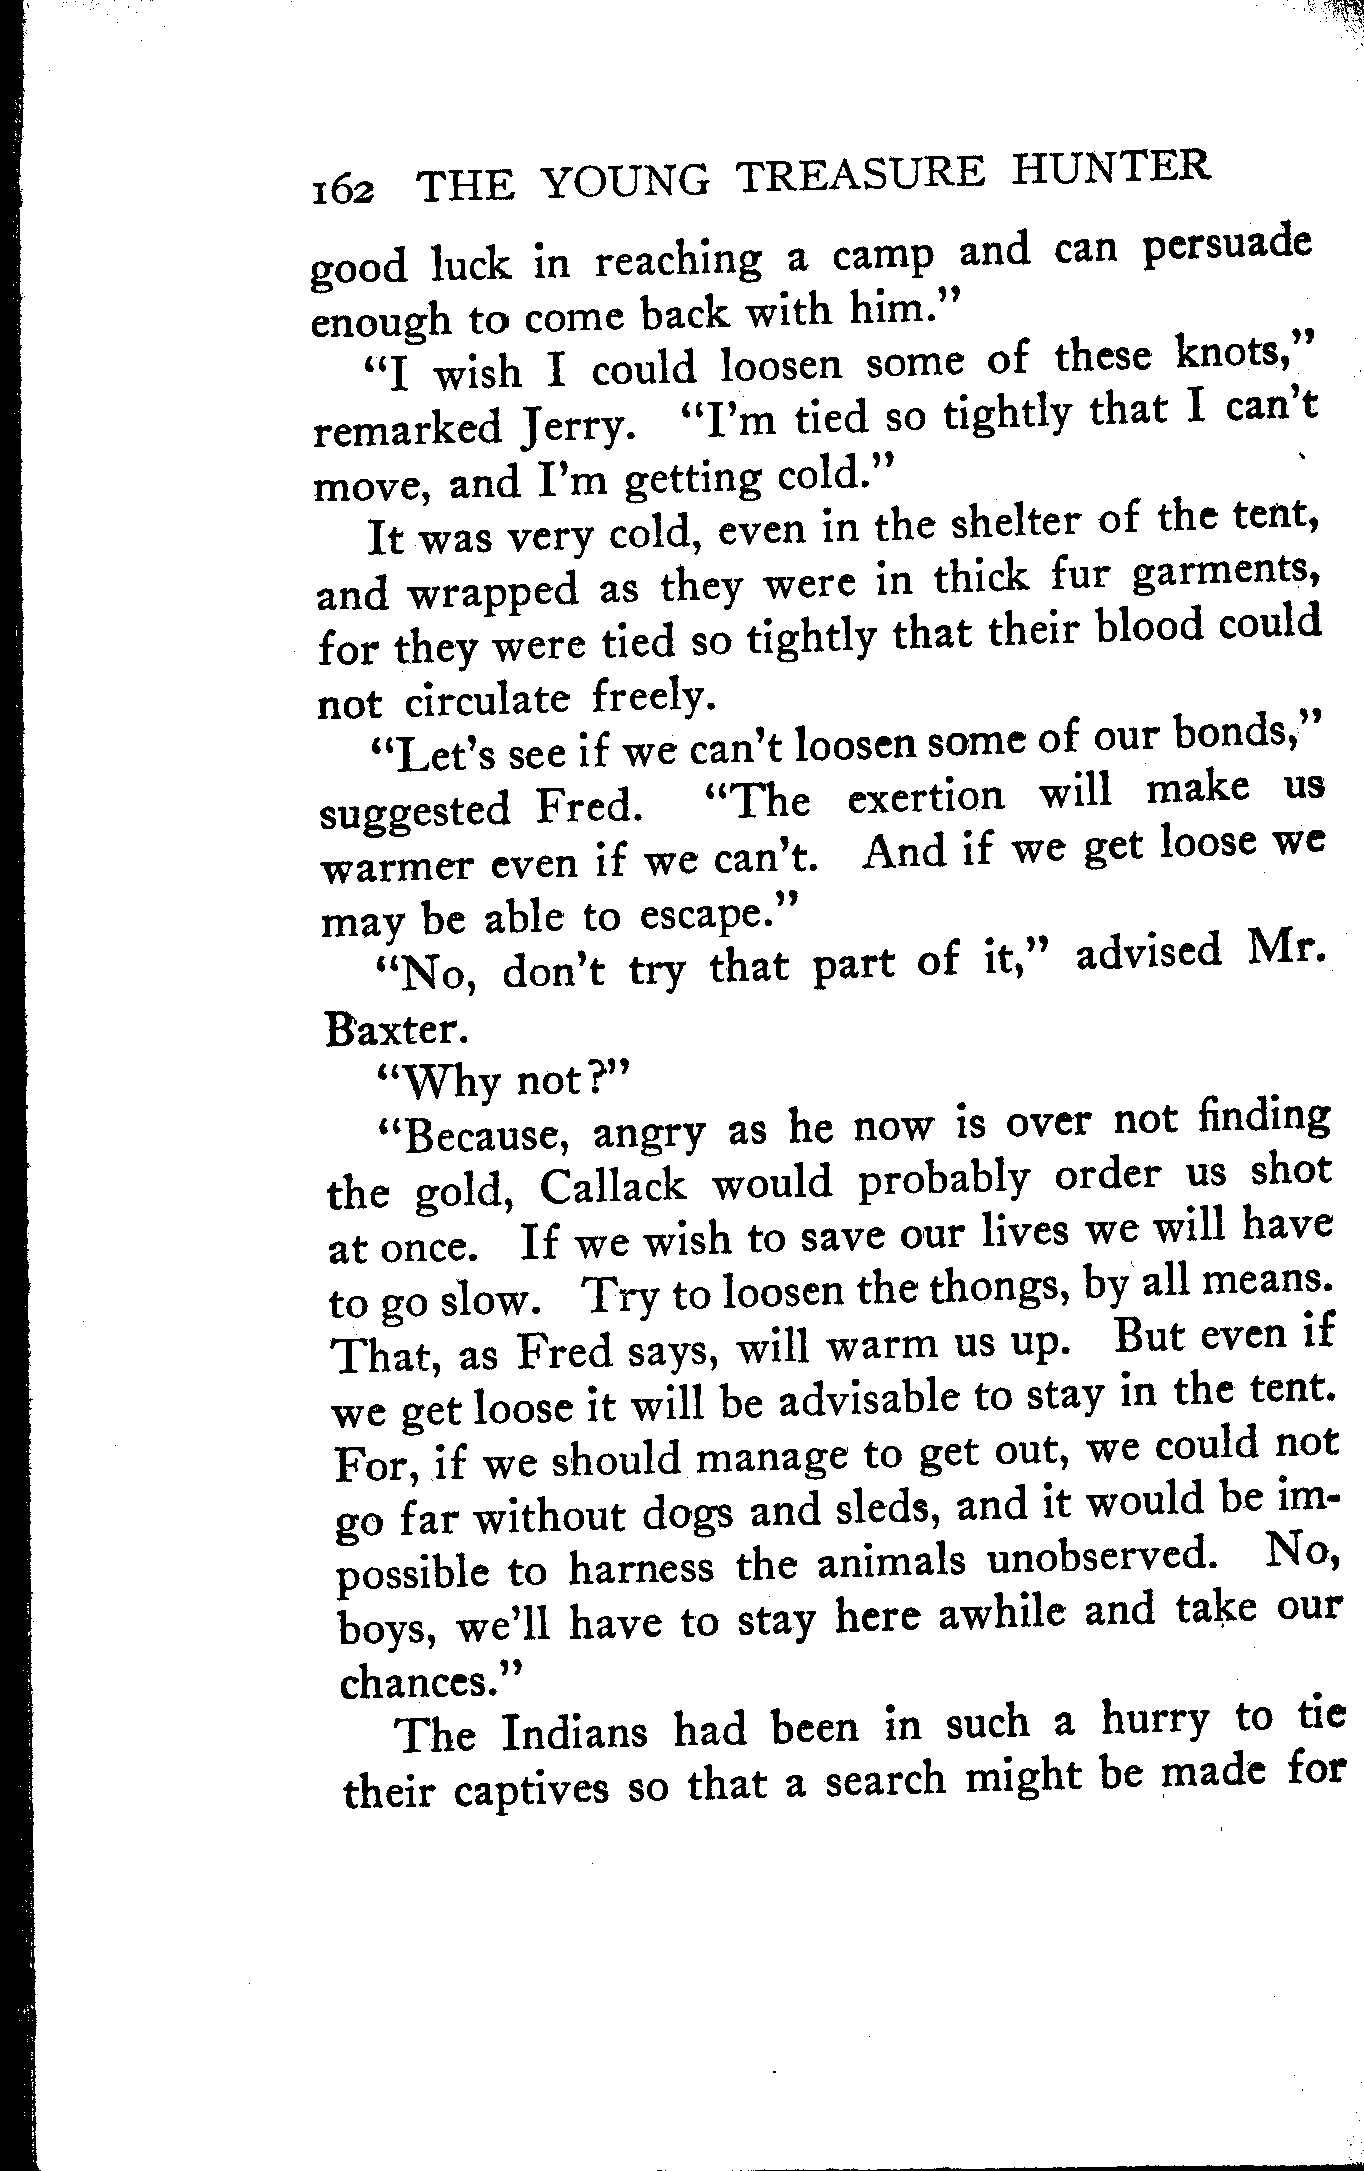 162 THE YOUNG TREASURE HUNTER
good luck in reaching a camp and can persuade
enough to come back with him."
"I wish I could loosen some of these knots,"
remarked Jerry. "I'm tied so tightly that I can't
move, and I'm getting cold."
It was very cold, even in the shelter of the tent,
and wrapped as they were in thick fur garments,
for they were tied so tightly that their blood could
not circulate freely.
"Let's see if we can't loosen some of our bonds,"
suggested Fred. "The exertion will make us
warmer even if we can't. And if we get loose we
may be able to escape."
"No, don't try that part of it," advised Mr.
Baxter.
"Why not?"
"Because, angry as he now is over not finding
the gold, Callack would probably order us shot
at once. If we wish to save our lives we will have
to go slow. Try to loosen the thongs, by all means.
That, as Fred says, will warm us up. But even if
we get loose it will be advisable to stay in the tent.
For, if we should manage to get out, we could not
go far without dogs and sleds, and it would be im-
possible to harness the animals unobserved. No,
boys, we'll have to stay here awhile and take our
chances."
The Indians had been in such a hurry to tie
their captives so that a search might be made for